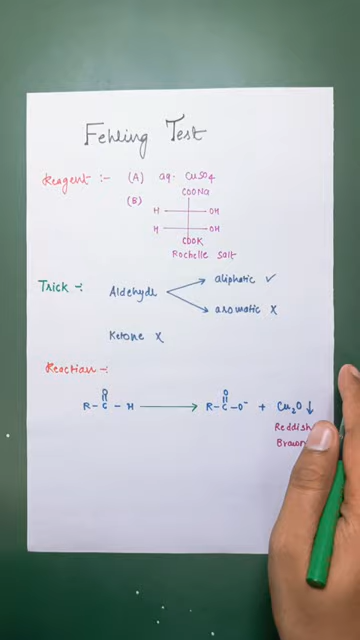 Fehling Test
Reagent :- (A) aq. CuSO4
(B) COONa
H OH
H OH
COOK
Rochelle salt
Trick -: Aldehyde aliphatic ✓
aromatic X
Ketone X
Reaction -:
O O
R - C - H → R - C - O⁻ + Cu2O ↓
Reddish
Brown